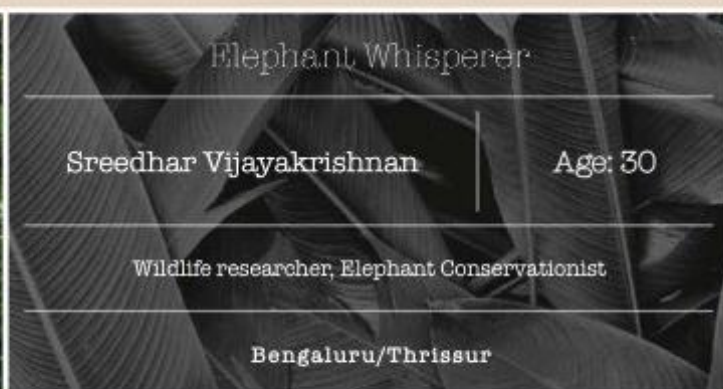 Elephant Whisperer
Sreedhar Vijayakrishnan Age: 30
Wildlife researcher, Elephant Conservationist
Bengaluru/Thrissur